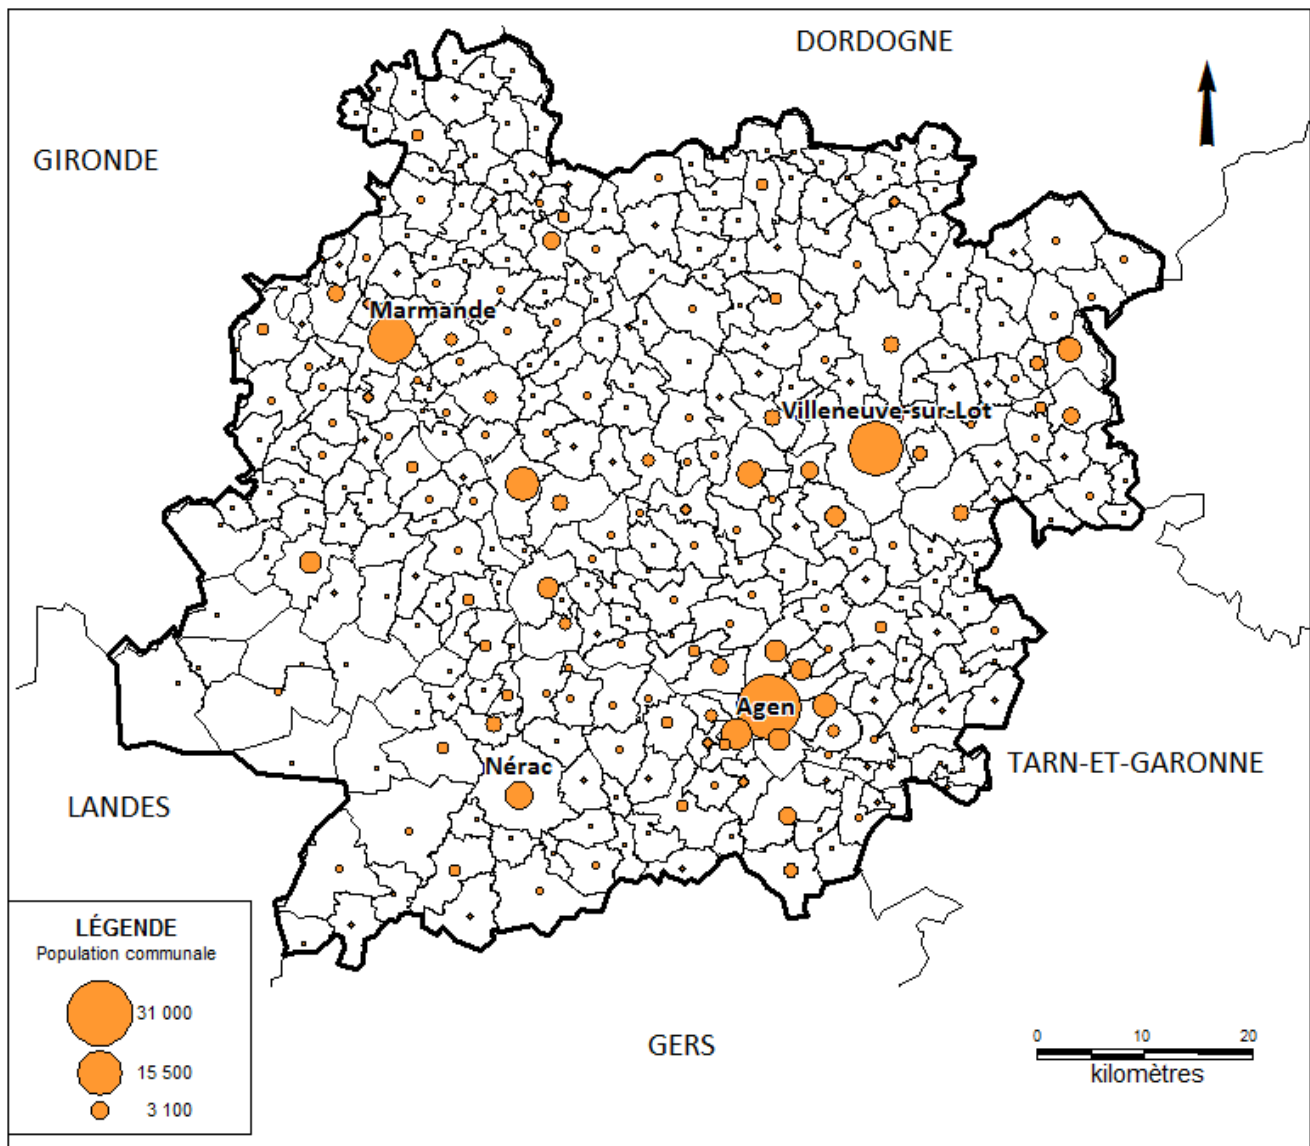 DORDOGNE
GIRONDE
Marmande
Villeneuve-sur-Lot
Agen
Nérac
TARN-ET-GARONNE
LANDES
LÉGENDE
Population communale
31 000
15 500
3 100
GERS
0 10 20
kilomètres